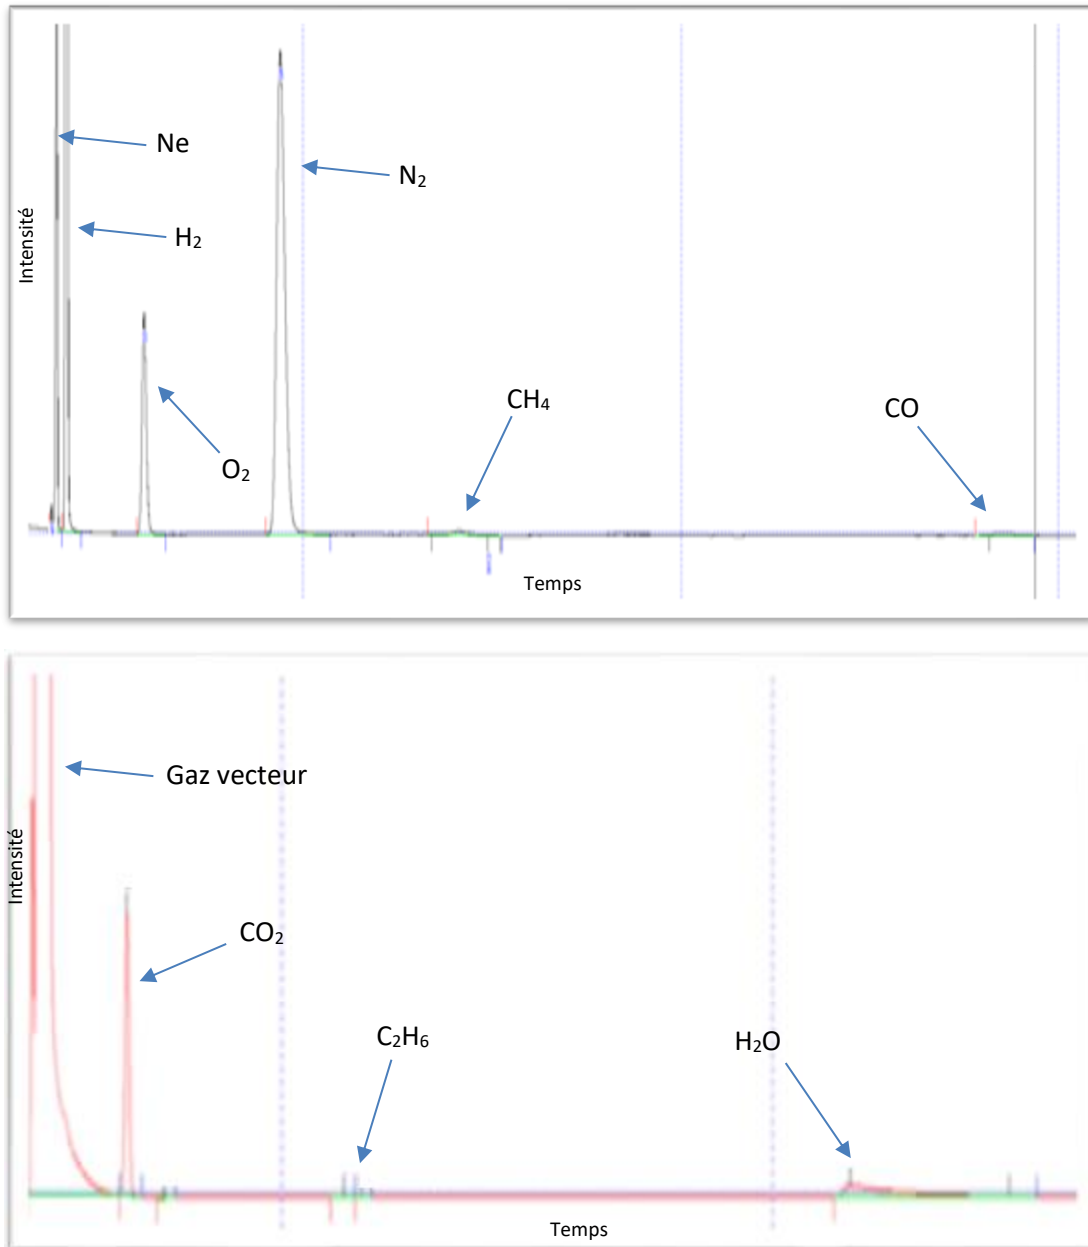 Ne
N₂
H₂
Intensité
CH₄
CO
O₂
Temps
Gaz vecteur
Intensité
CO₂
C₂H₆
H₂O
Temps